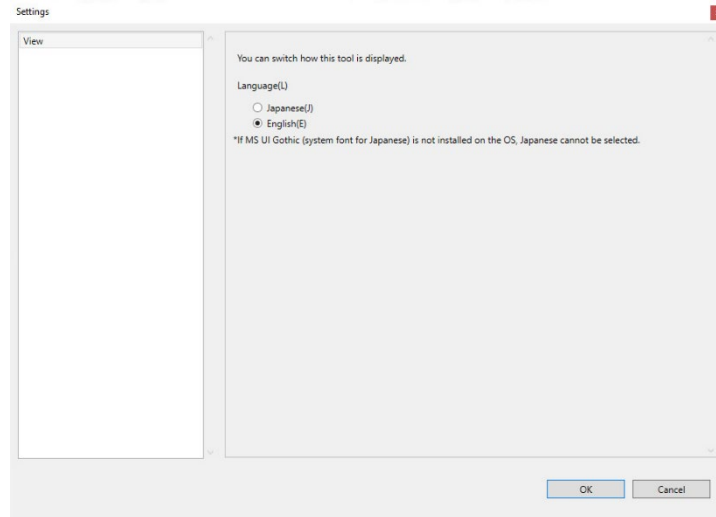 Settings
View
You can switch how this tool is displayed.
Language(L)
Japanese(J)
English(E)
*If MS UI Gothic (system font for Japanese) is not installed on the OS, Japanese cannot be selected.
OK
Cancel